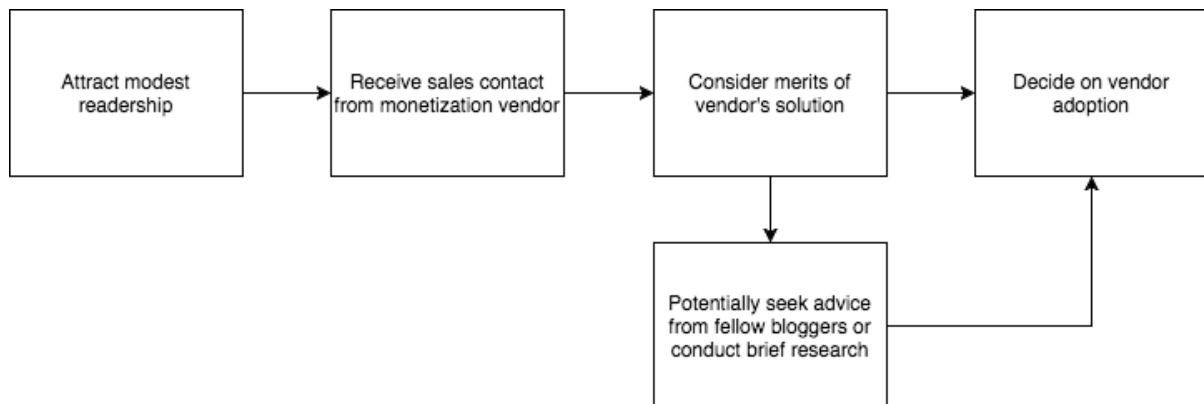 Attract modest
readership
Receive sales contact
from monetization vendor
Consider merits of
vendor's solution
Decide on vendor
adoption
Potentially seek advice
from fellow bloggers or
conduct brief research